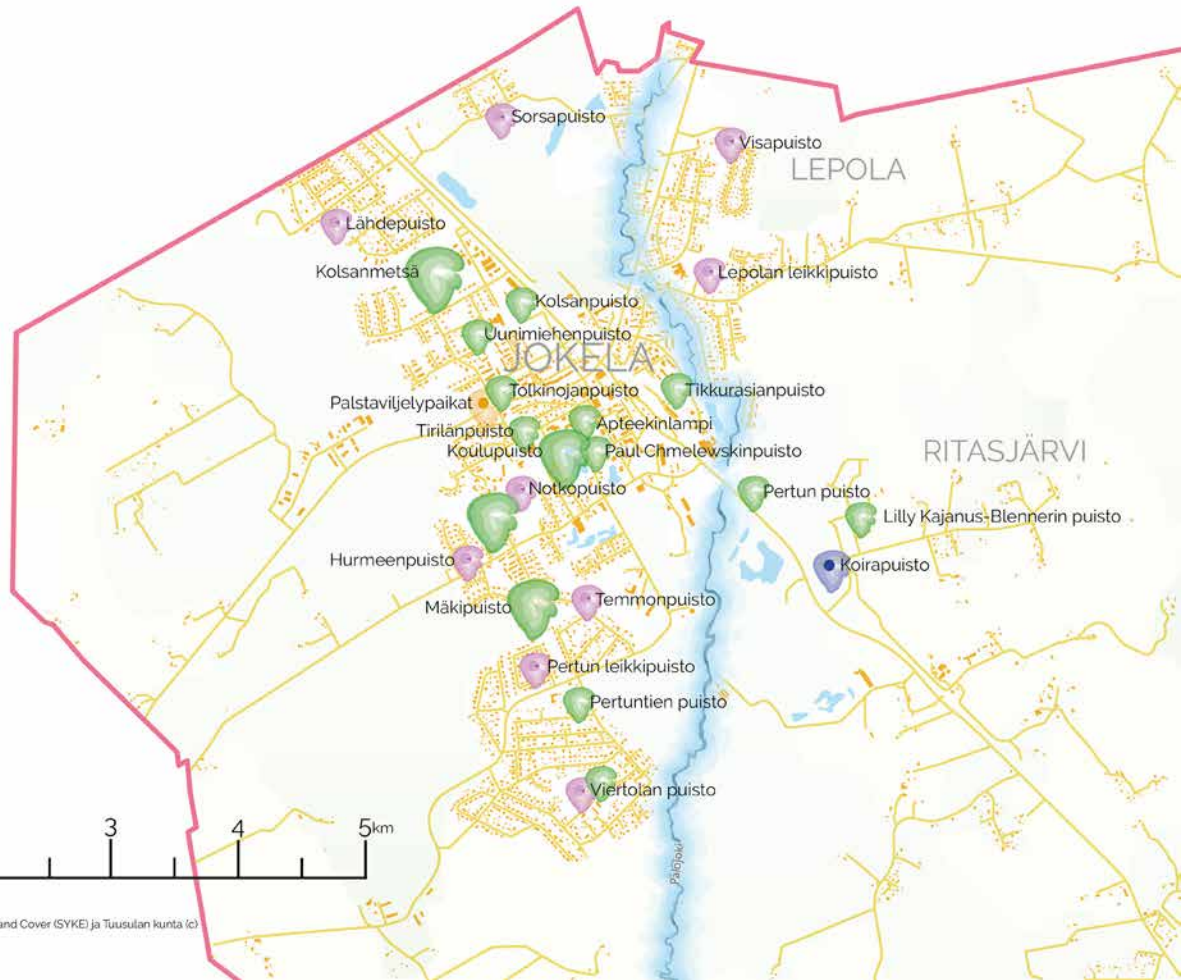 Sorsapuisto
Visapuisto
LEPOLA
Lähdepuisto
Kolsanmetsä
Lepolan leikkipuisto
Kolsanpuisto
Uunimiehenpuisto
JOKELA
Tolkinojanpuisto
Tikkurasianpuisto
Palstaviljelypaikat
Apteekinlampi
Tirilänpuisto
Koulupuisto
Paul Chmelewskinpuisto
RITASJÄRVI
Notkopuisto
Pertun puisto
Lilly Kajanus-Blennerin puisto
Hurmeenpuisto
Koirapuisto
Mäkipuisto
Temmonpuisto
Pertun leikkipuisto
Pertuntien puisto
Viertolan puisto
3 4 5km
Palojoki
and Cover (SYKE) ja Tuusulan kunta (c)